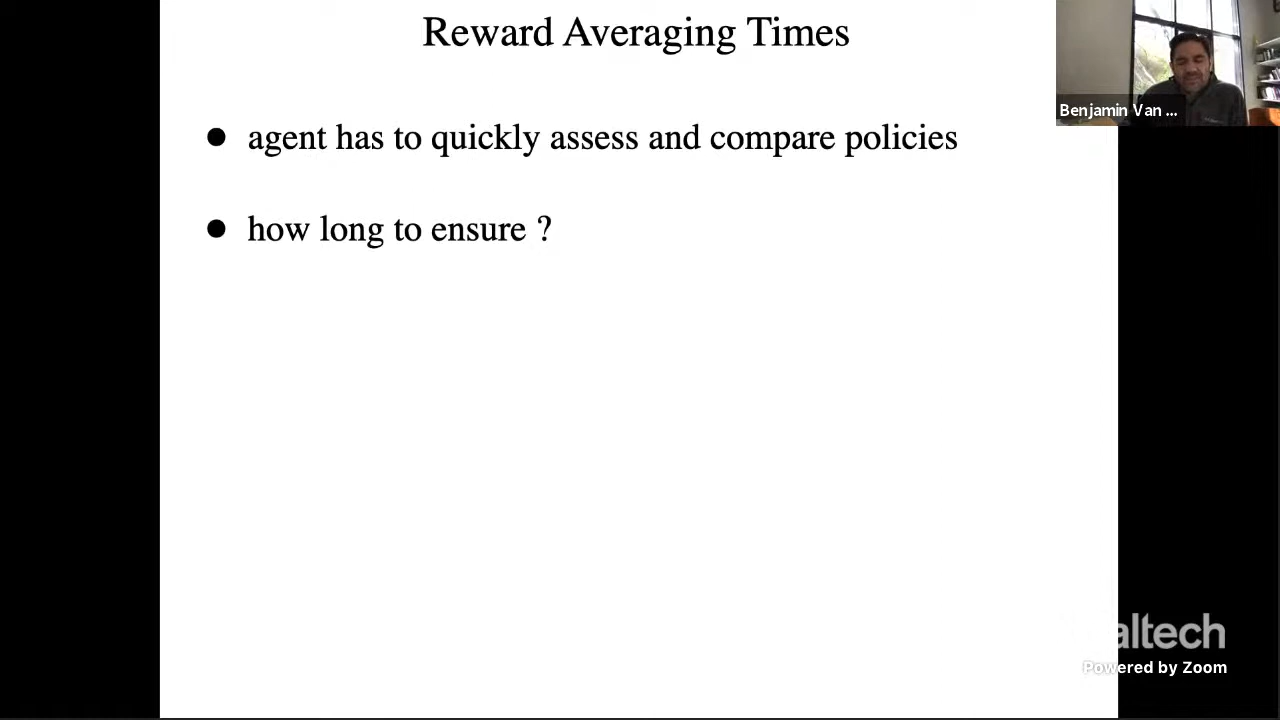 Reward Averaging Times
Benjamin Van ...
● agent has to quickly assess and compare policies
● how long to ensure ?
altech
Powered by Zoom